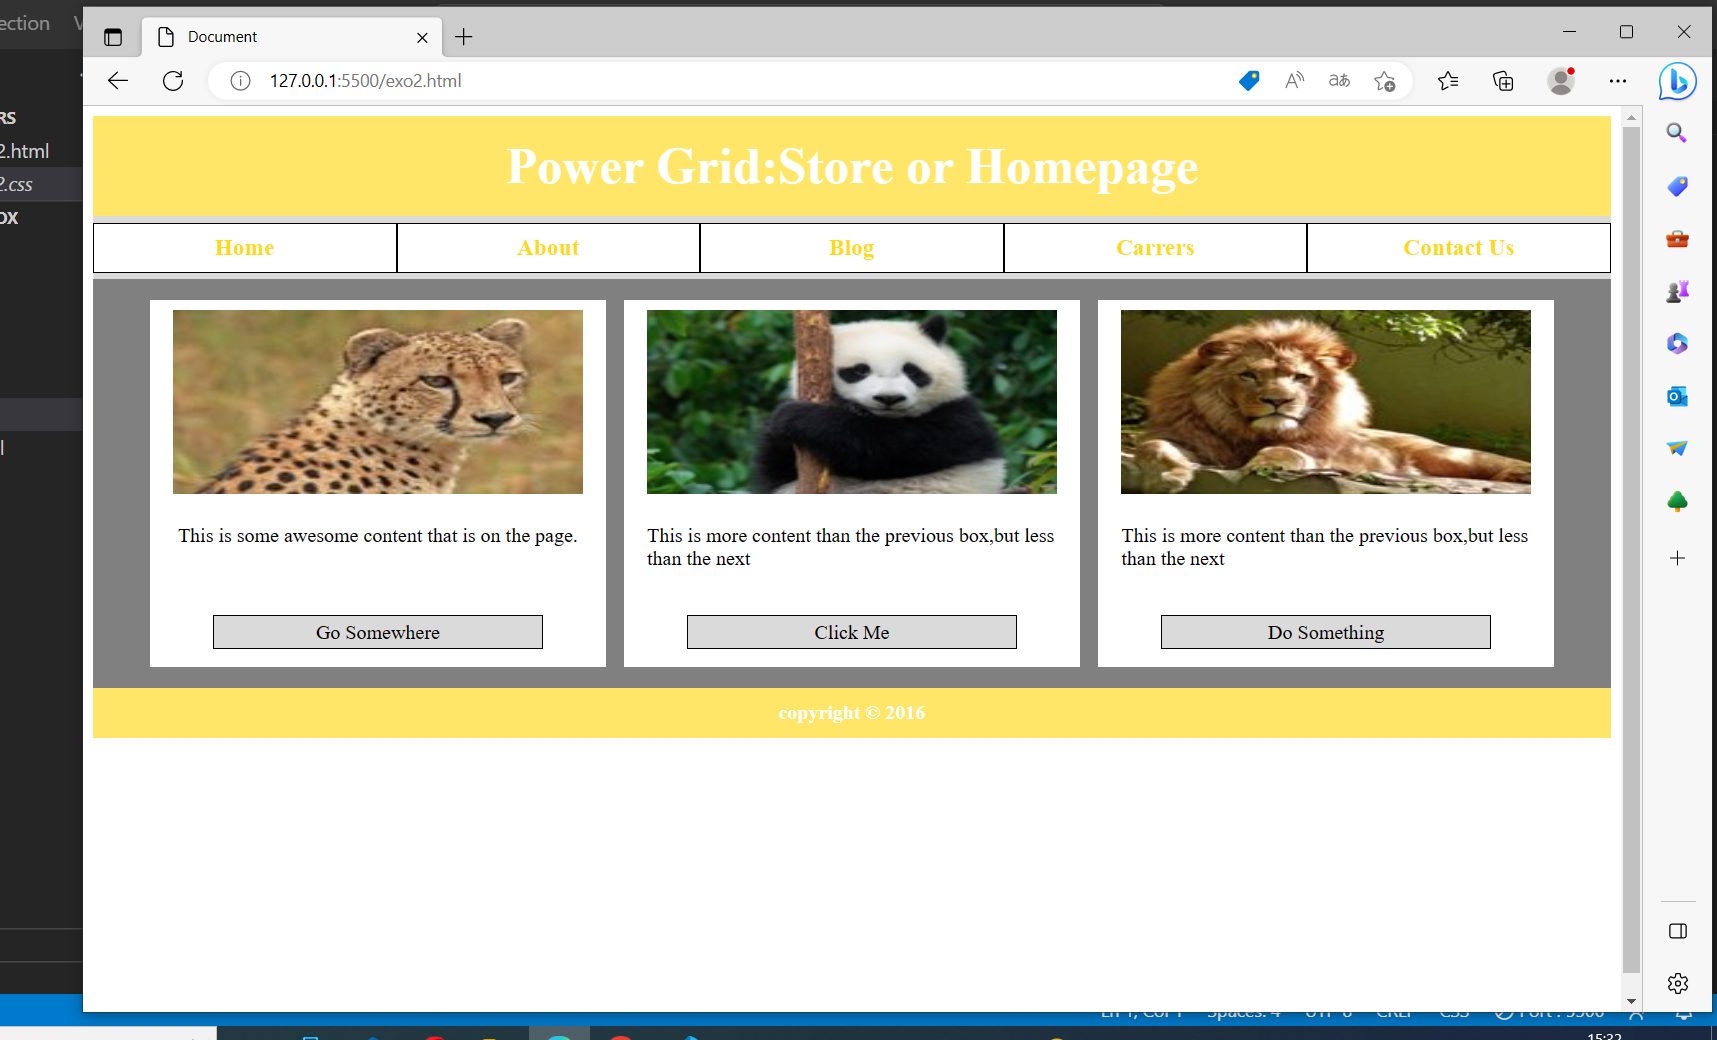 ection
Document
127.0.0.1:5500/exo2.html
RS
2.html
2.css
OX
Power Grid:Store or Homepage
Home About Blog Carrers Contact Us
This is some awesome content that is on the page.
This is more content than the previous box,but less
than the next
This is more content than the previous box,but less
than the next
Go Somewhere
Click Me
Do Something
copyright © 2016
15:32